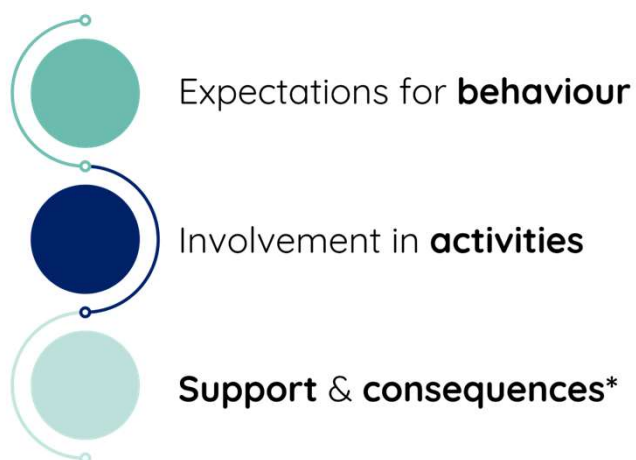 Expectations for behaviour
Involvement in activities
Support & consequences*